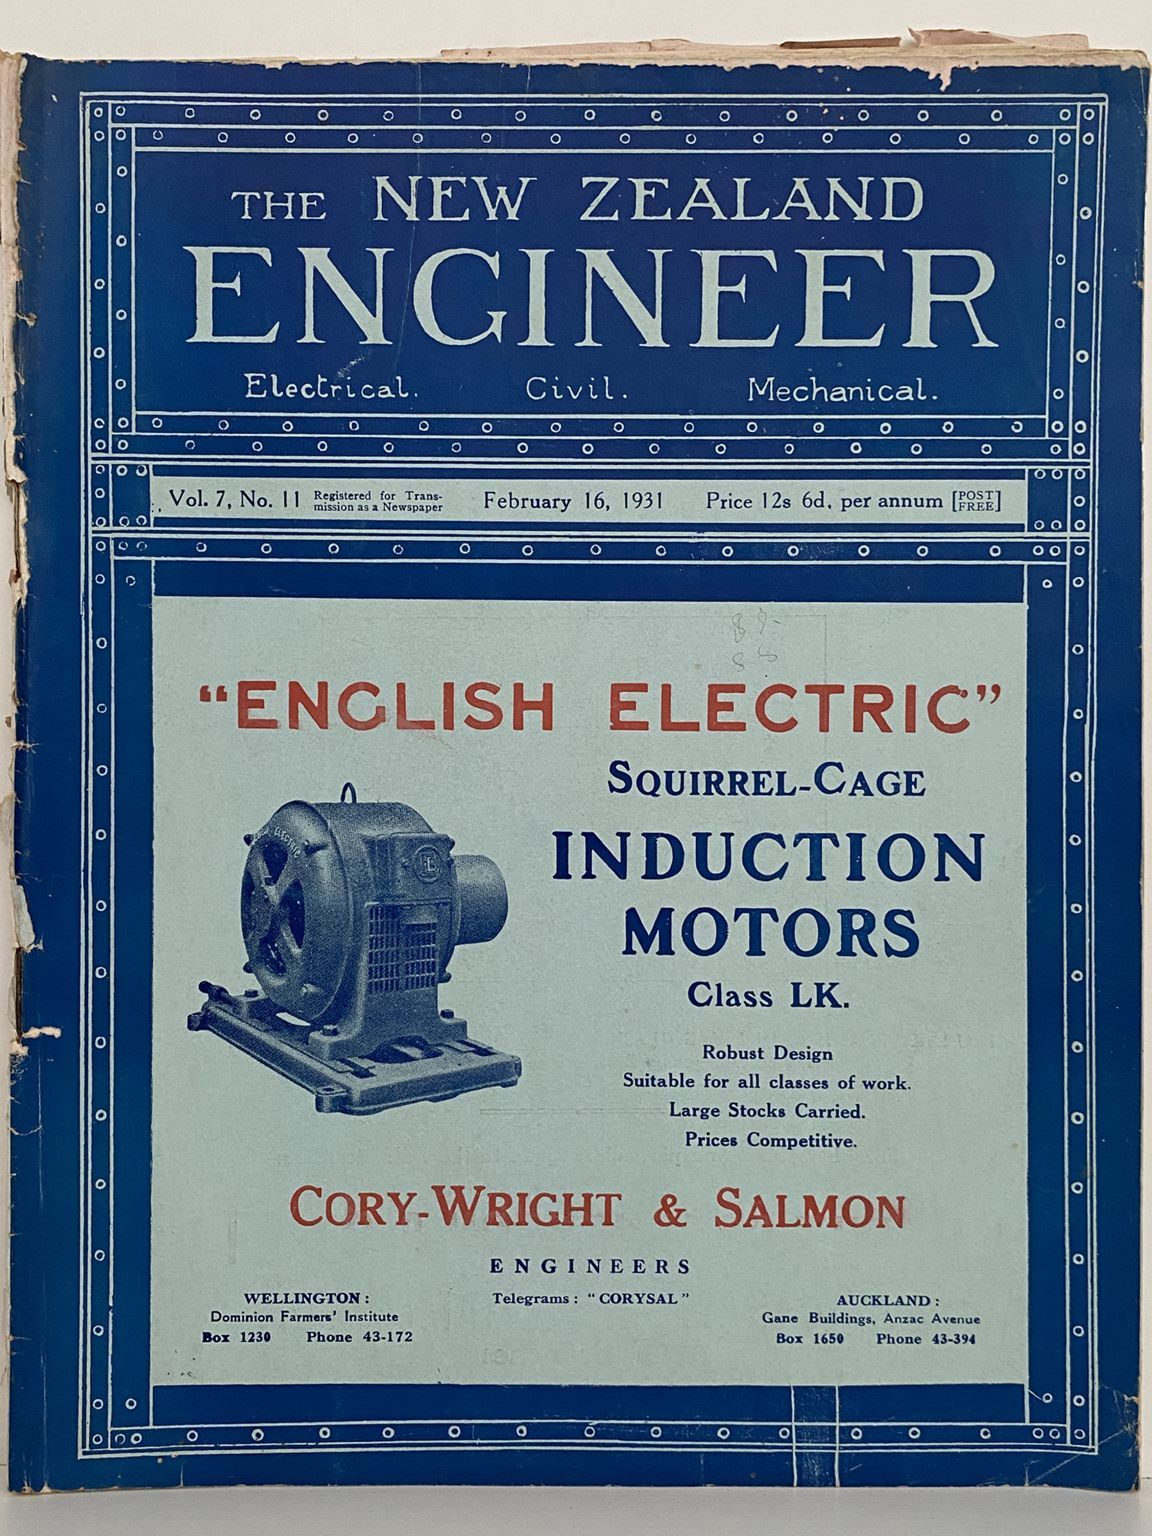 THE NEW ZEALAND
ENGINEER
Electrical. Civil. Mechanical.
Vol. 7, No. 11 Registered for Trans-
mission as a Newspaper February 16, 1931 Price 12s 6d. per annum [POST FREE]
"ENGLISH ELECTRIC"
SQUIRREL-CAGE
INDUCTION
MOTORS
Class LK.
Robust Design
Suitable for all classes of work.
Large Stocks Carried.
Prices Competitive.
CORY-WRIGHT & SALMON
ENGINEERS
Telegrams: "CORYSAL"
WELLINGTON:
Dominion Farmers' Institute
Box 1230 Phone 43-172
AUCKLAND:
Gane Buildings, Anzac Avenue
Box 1650 Phone 43-394